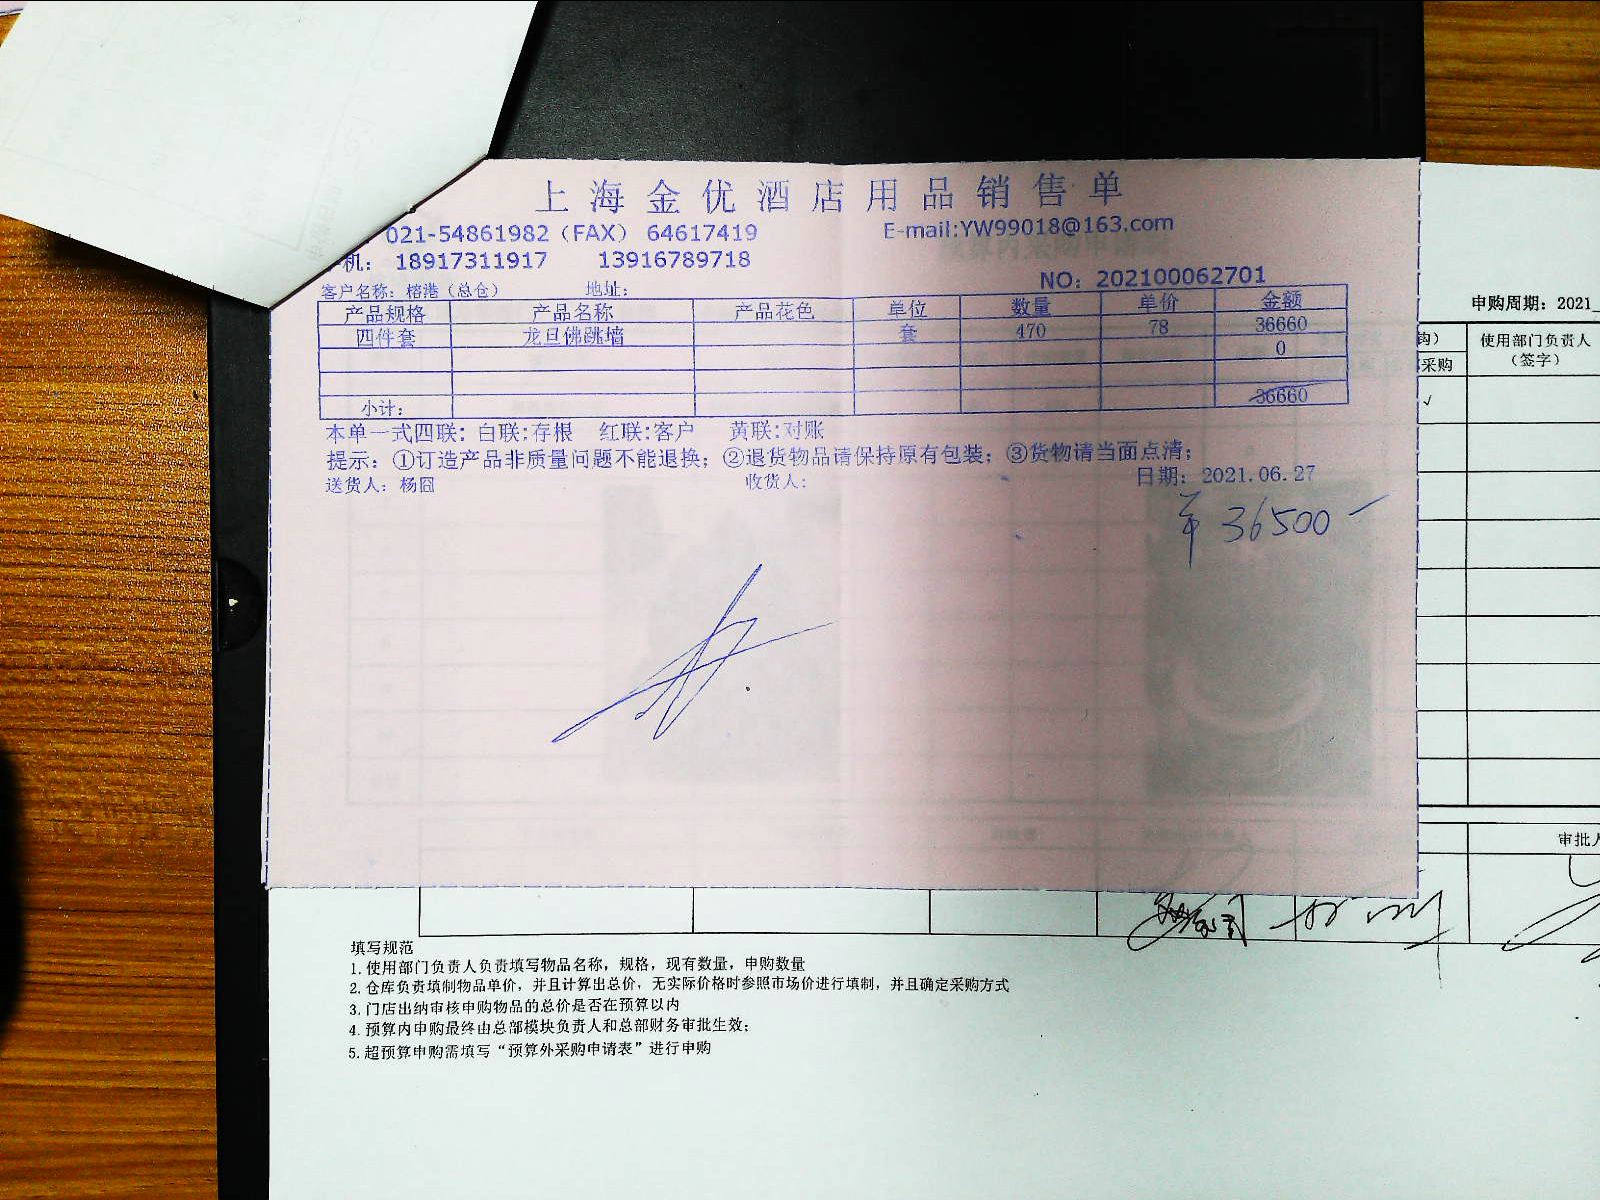 上海金优酒店用品销售单
021-54861982（FAX） 64617419 E-mail:YW99018@163.com
机： 18917311917 13916789718
NO：202100062701
客户名称：榕港（总仓） 地址：
产品规格 产品名称 产品花色 单位 数量 单价 金额
四件套 龙旦佛跳墙 套 470 78 36660
0
小计： 36660
本单一式四联：白联:存根 红联:客户 黄联:对账
提示：①订造产品非质量问题不能退换；②退货物品请保持原有包装；③货物请当面点清；
送货人：杨囧 收货人： 日期：2021.06.27
¥ 36500
申购周期：2021_
购） 使用部门负责人
（签字）
采购
√
审批人
填写规范
1. 使用部门负责人负责填写物品名称，规格，现有数量，申购数量
2. 仓库负责填制物品单价，并且计算出总价，无实际价格时参照市场价进行填制，并且确定采购方式
3. 门店出纳审核申购物品的总价是否在预算以内
4. 预算内申购最终由总部模块负责人和总部财务审批生效；
5. 超预算申购需填写“预算外采购申请表”进行申购